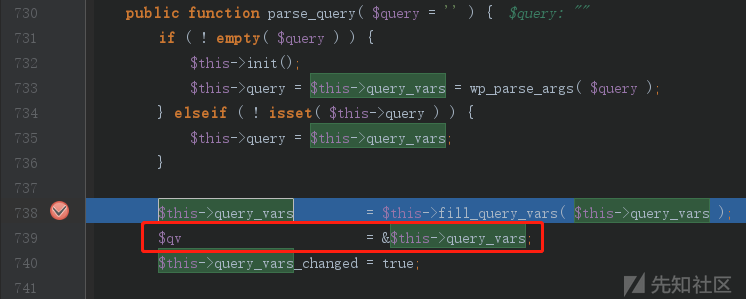 730 public function parse_query( $query = '' ) { $query: ""
731 if ( ! empty( $query ) ) {
732 $this->init();
733 $this->query = $this->query_vars = wp_parse_args( $query );
734 } elseif ( ! isset( $this->query ) ) {
735 $this->query = $this->query_vars;
736 }
737
738 $this->query_vars = $this->fill_query_vars( $this->query_vars );
739 $qv = &$this->query_vars;
740 $this->query_vars_changed = true;
741
先知社区